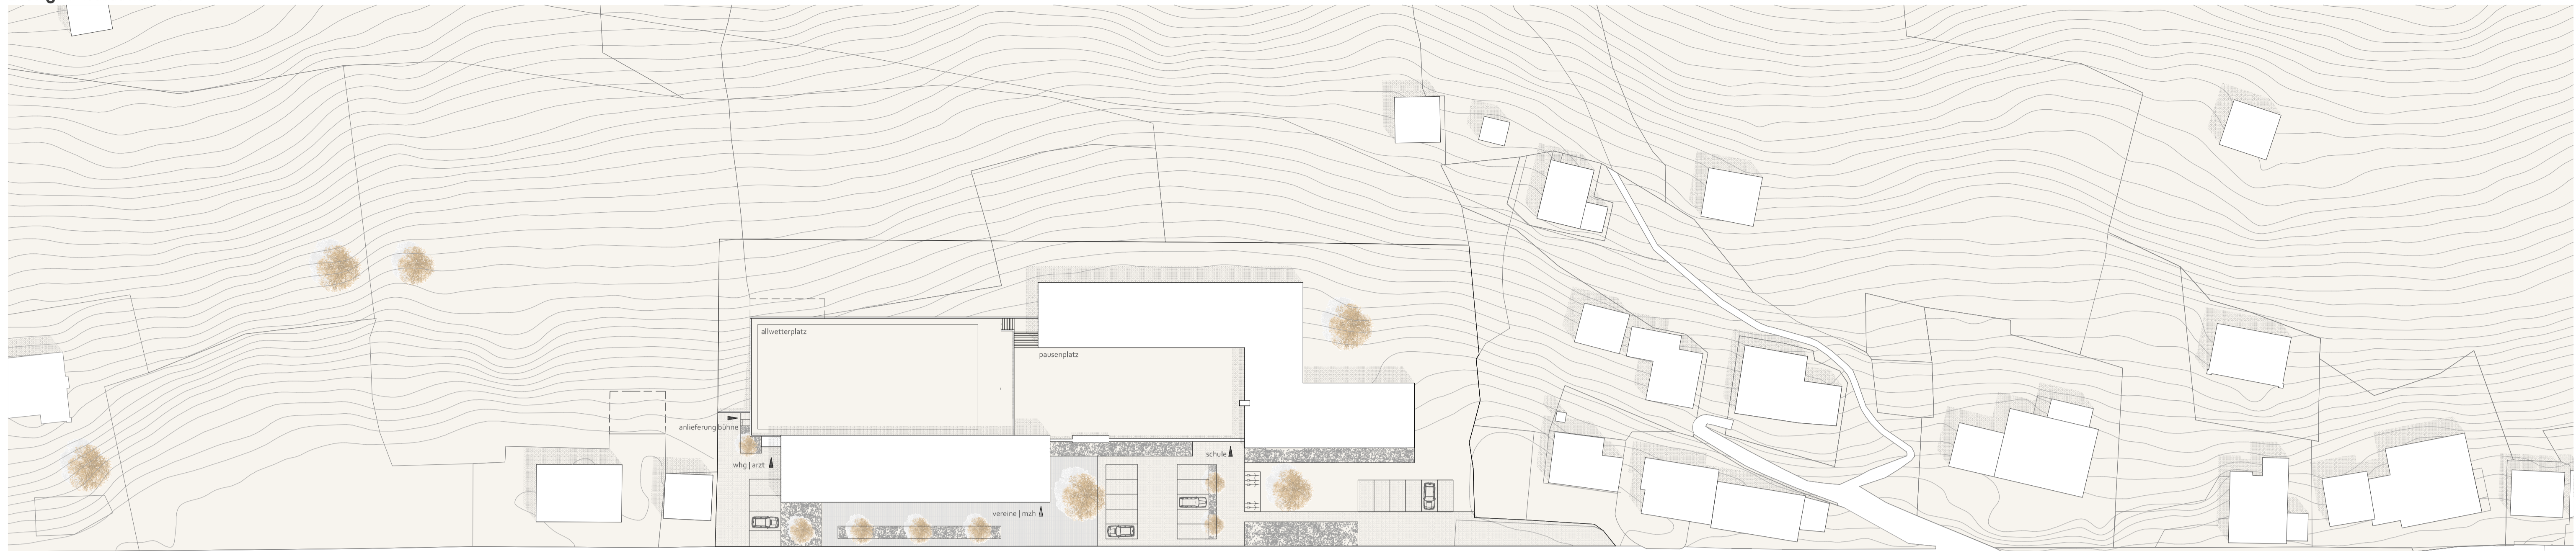 allwetterplatz
pausenplatz
anlieferung bühne
schule
whg | arzt
vereine | mzh